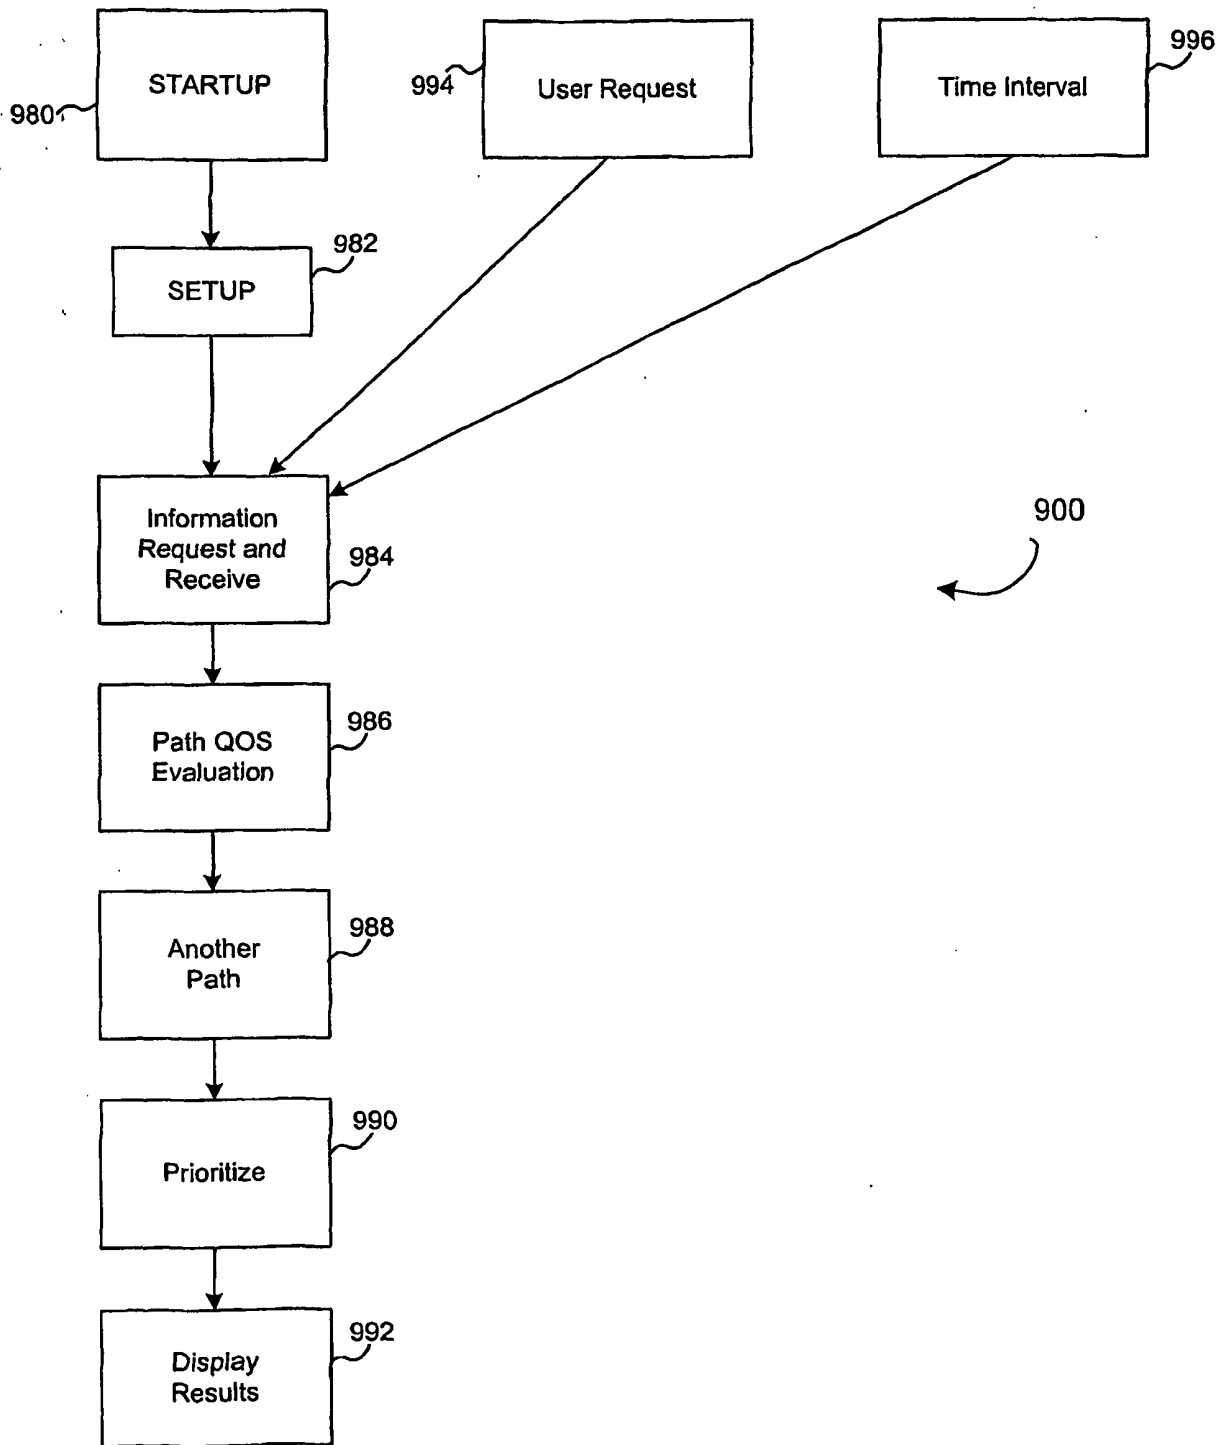 STARTUP
980
User Request
994
Time Interval
996
SETUP
982
Information
Request and
Receive
984
900
Path QOS
Evaluation
986
Another
Path
988
Prioritize
990
Display
Results
992